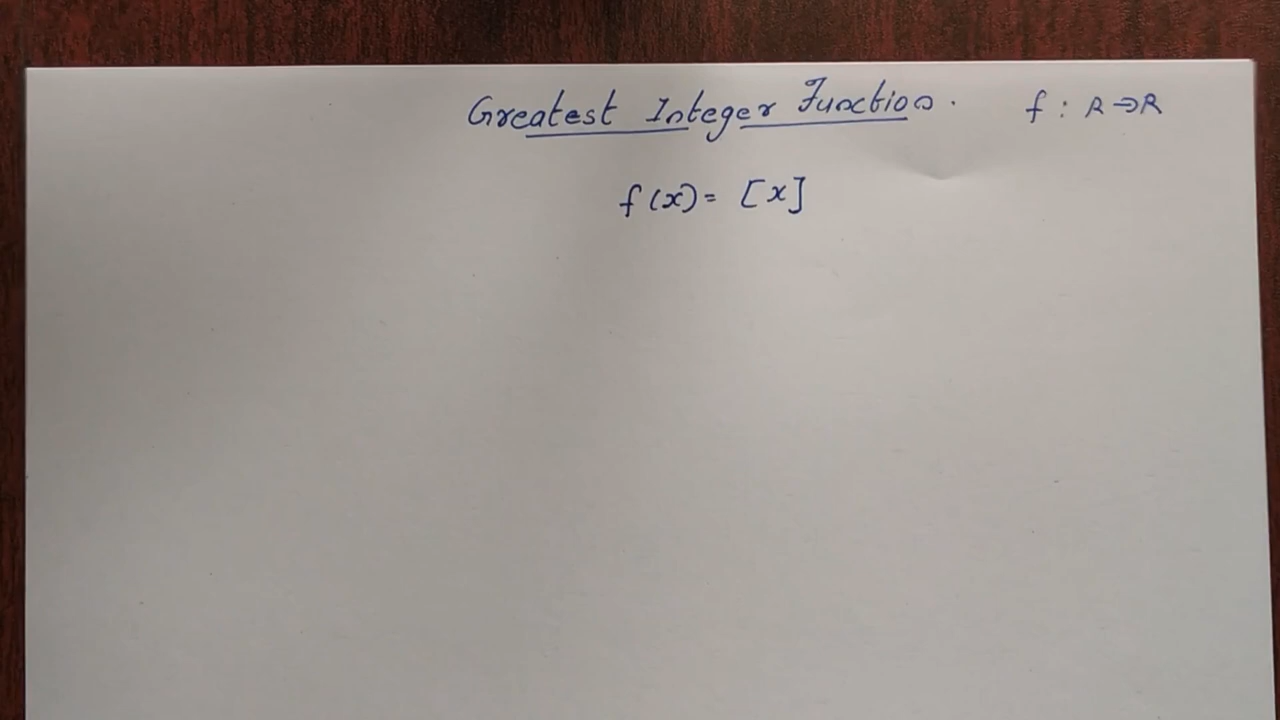 Greatest Integer Function. f : R ⇒ R
f(x) = [x]